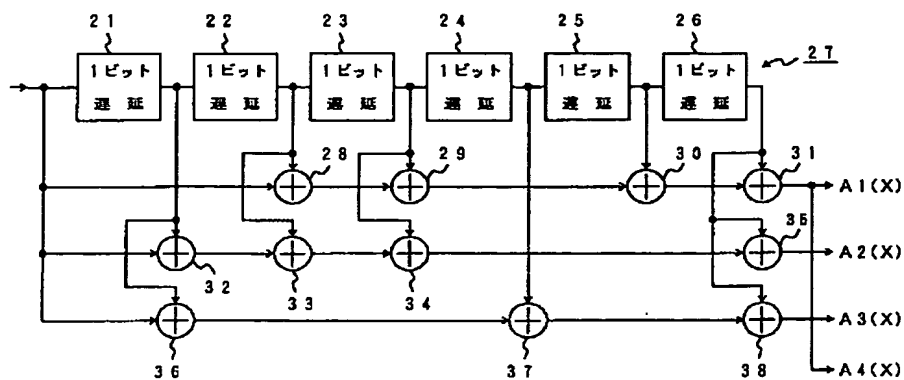 21 22 23 24 25 26 27
1ビット 1ビット 1ビット 1ビット 1ビット 1ビット
遅延 遅延 遅延 遅延 遅延 遅延
28 29 30 31
A1(X)
35
A2(X)
32 33 34
A3(X)
36 37 38 A4(X)